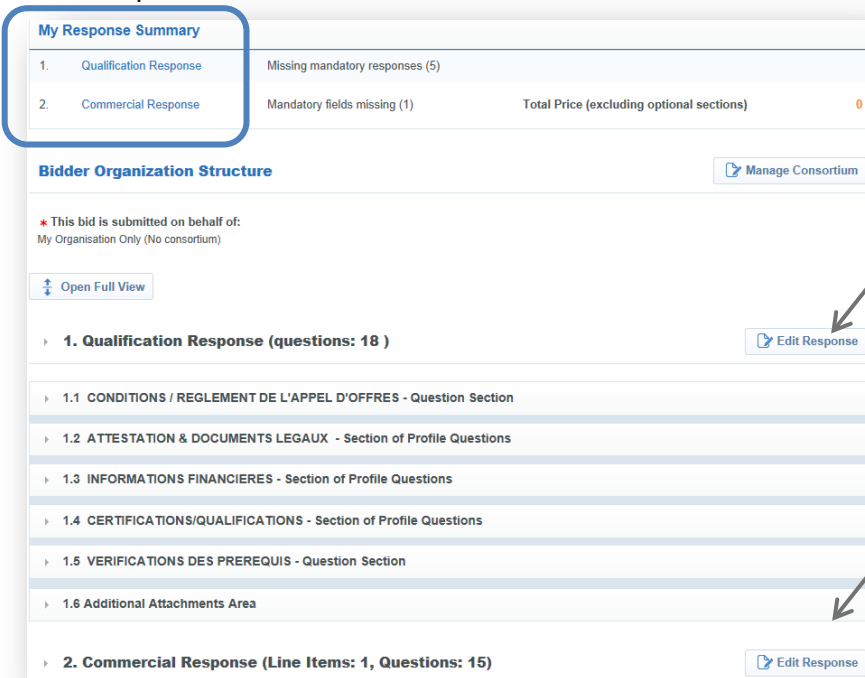 My Response Summary
1. Qualification Response Missing mandatory responses (5)
2. Commercial Response Mandatory fields missing (1) Total Price (excluding optional sections) 0
Bidder Organization Structure Manage Consortium
* This bid is submitted on behalf of:
My Organisation Only (No consortium)
Open Full View
1. Qualification Response (questions: 18 ) Edit Response
1.1 CONDITIONS / REGLEMENT DE L'APPEL D'OFFRES - Question Section
1.2 ATTESTATION & DOCUMENTS LEGAUX - Section of Profile Questions
1.3 INFORMATIONS FINANCIERES - Section of Profile Questions
1.4 CERTIFICATIONS/QUALIFICATIONS - Section of Profile Questions
1.5 VERIFICATIONS DES PREREQUIS - Question Section
1.6 Additional Attachments Area
2. Commercial Response (Line Items: 1, Questions: 15) Edit Response